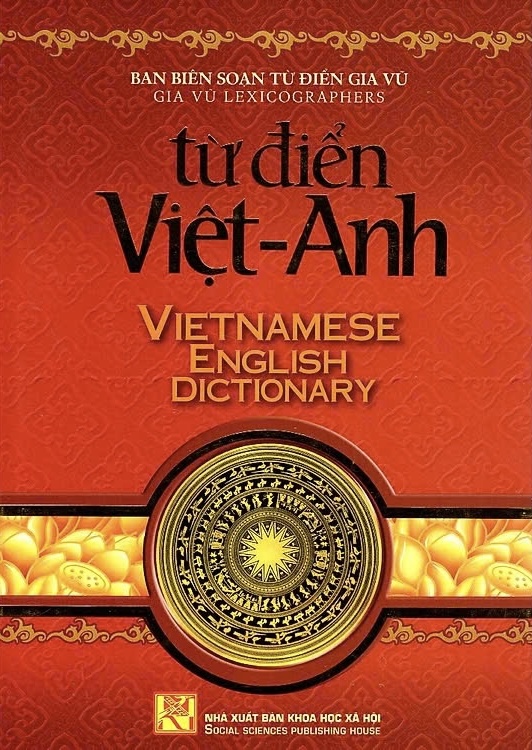 BAN BIÊN SOẠN TỪ ĐIỂN GIA VŨ
GIA VŨ LEXICOGRAPHERS
từ điển
Việt-Anh
VIETNAMESE
ENGLISH
DICTIONARY
NHÀ XUẤT BẢN KHOA HỌC XÃ HỘI
SOCIAL SCIENCES PUBLISHING HOUSE